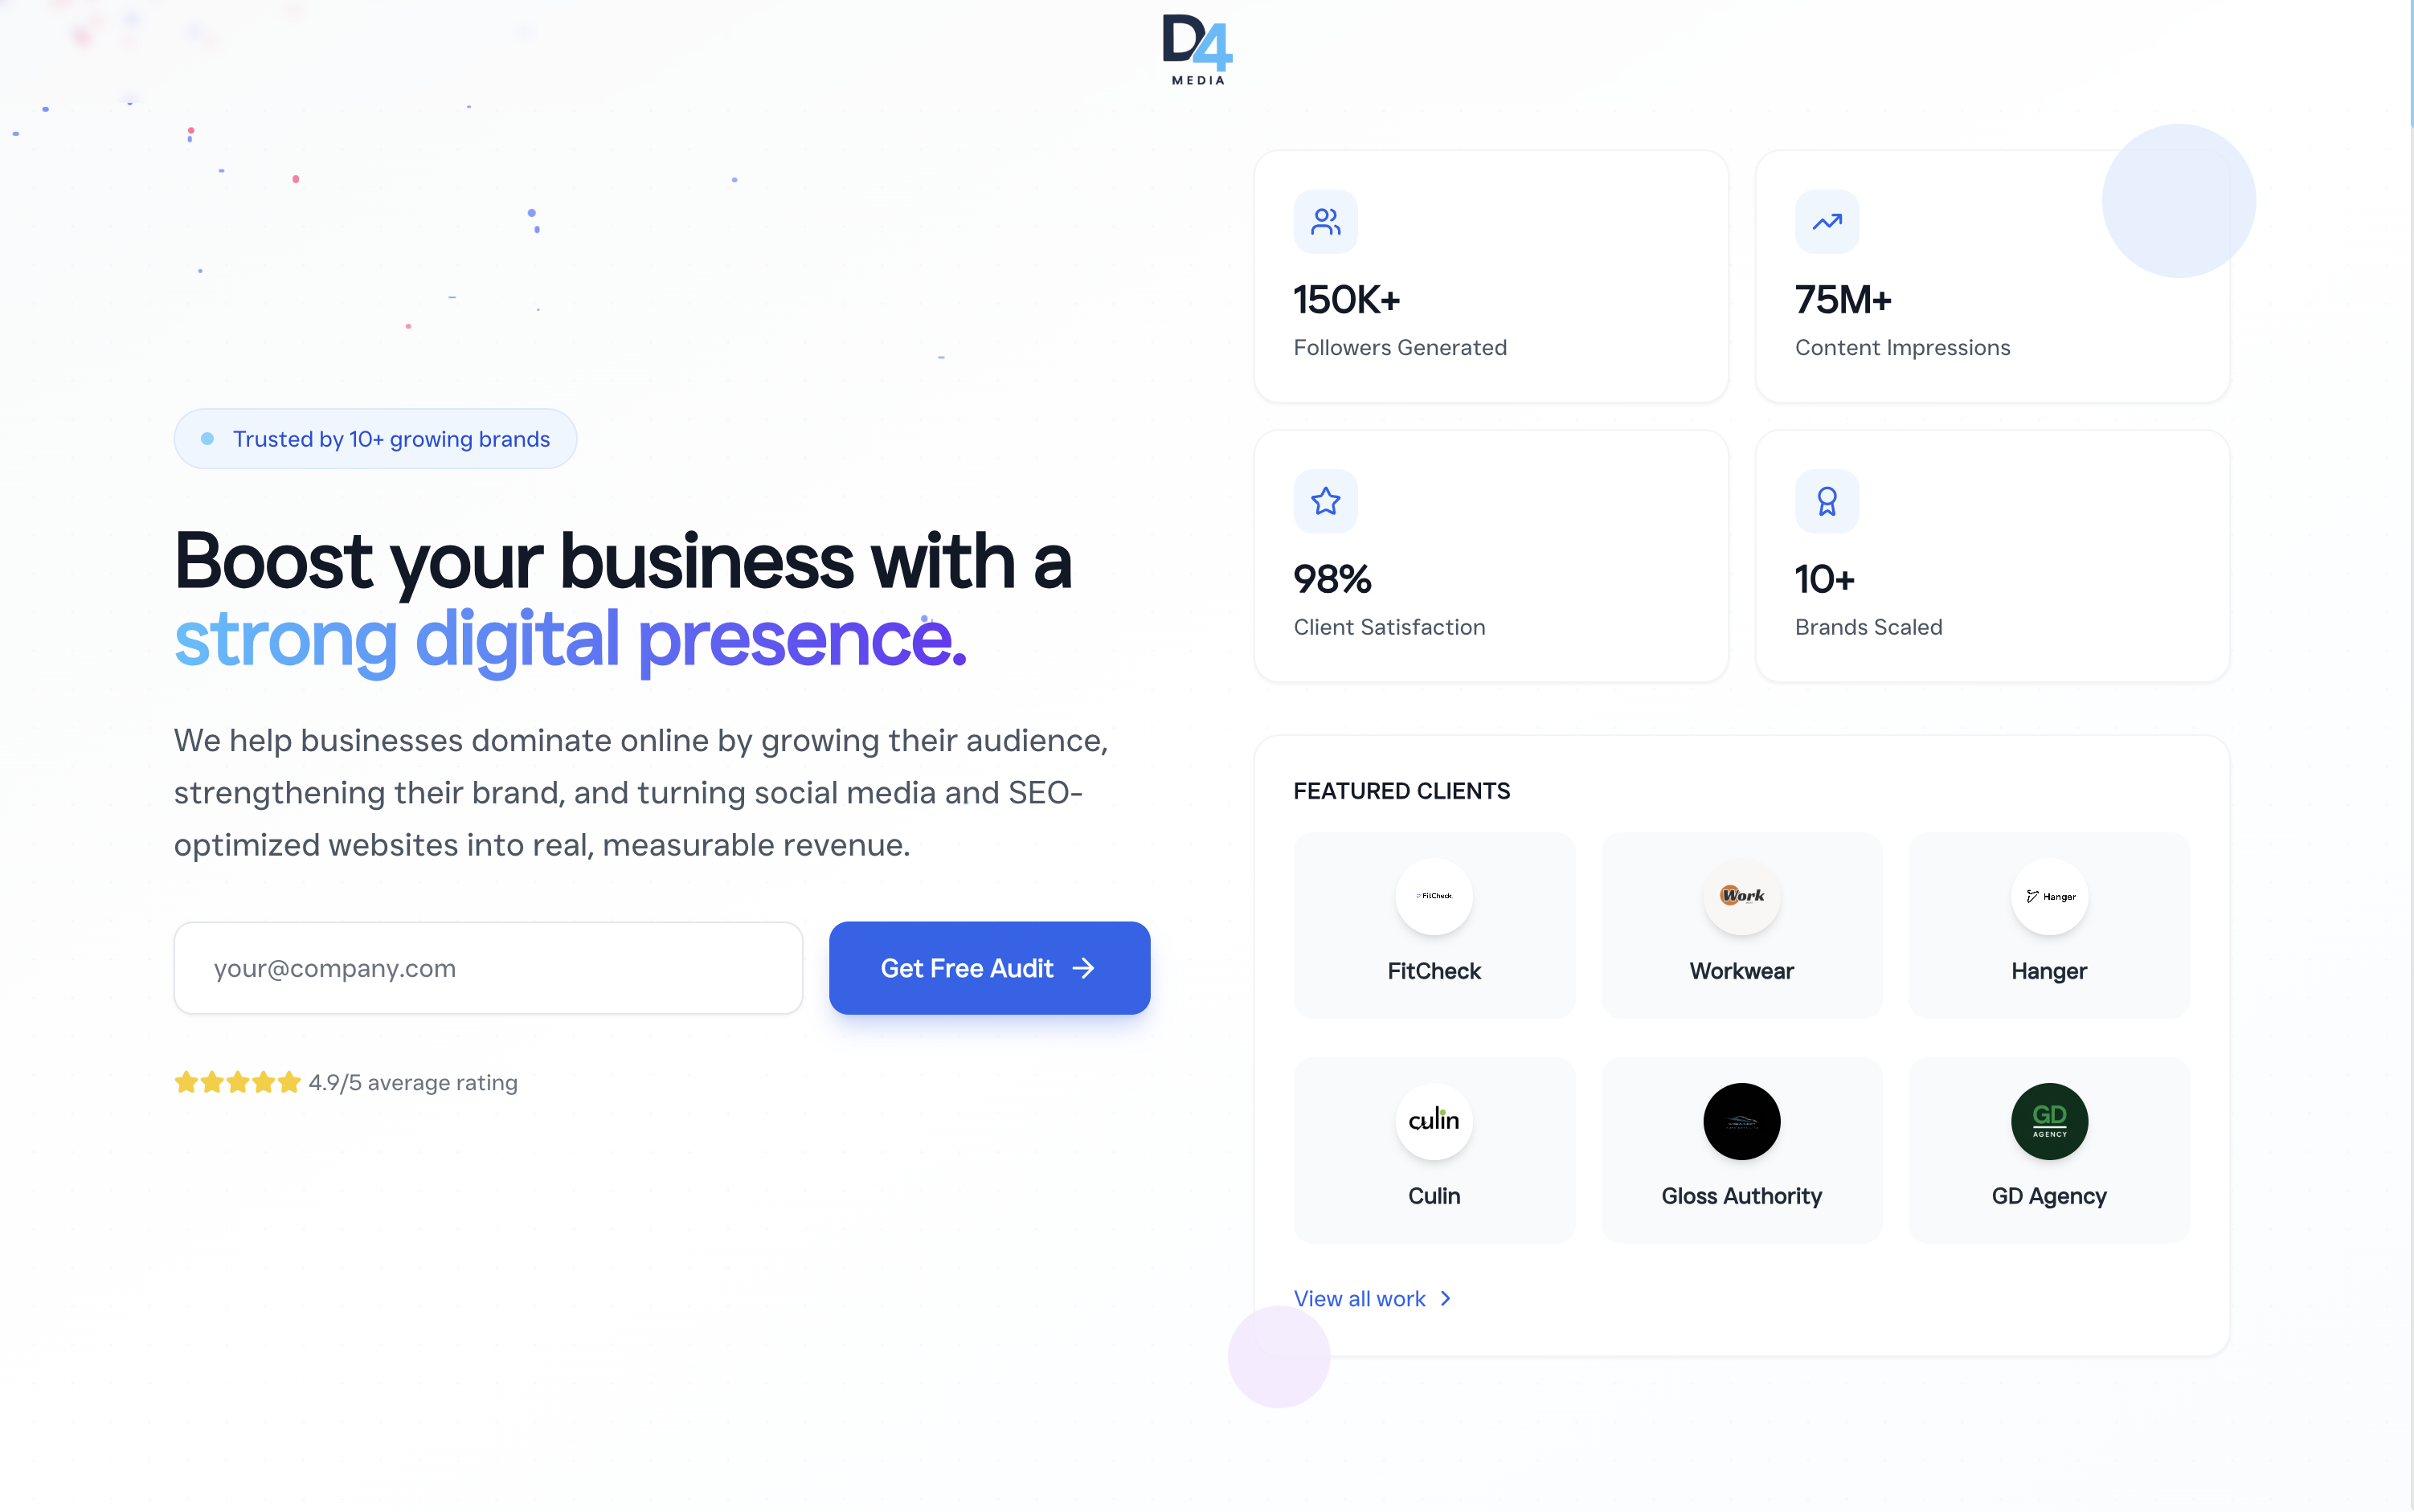 D4
MEDIA
Trusted by 10+ growing brands
Boost your business with a
strong digital presence.
We help businesses dominate online by growing their audience,
strengthening their brand, and turning social media and SEO-
optimized websites into real, measurable revenue.
your@company.com
Get Free Audit
4.9/5 average rating
150K+
Followers Generated
75M+
Content Impressions
98%
Client Satisfaction
10+
Brands Scaled
FEATURED CLIENTS
FitCheck
FitCheck
Work
Workwear
Hanger
Hanger
culin
Culin
Gloss Authority
GD
AGENCY
GD Agency
View all work